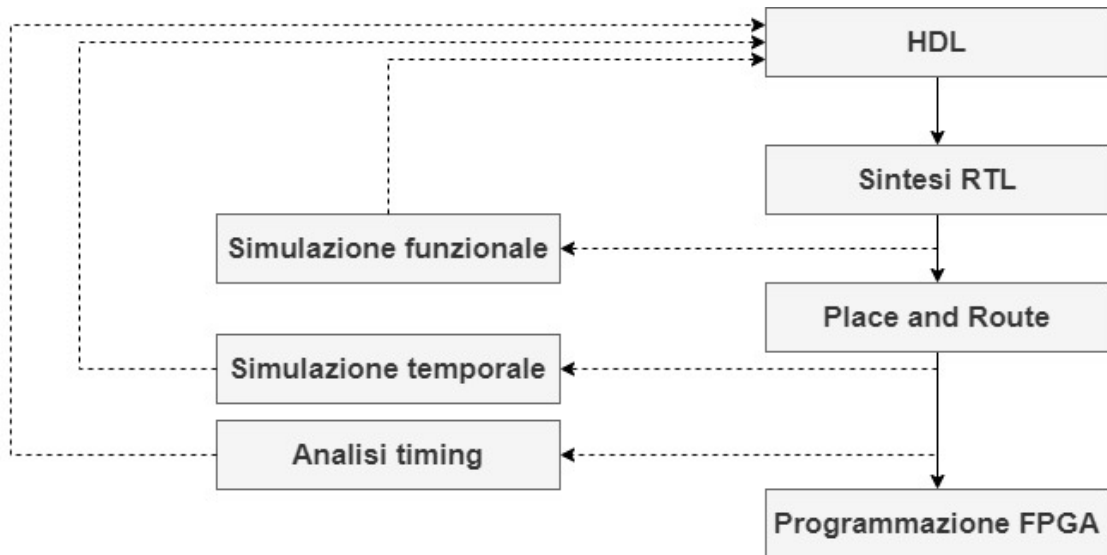 HDL
Sintesi RTL
Simulazione funzionale
Place and Route
Simulazione temporale
Analisi timing
Programmazione FPGA